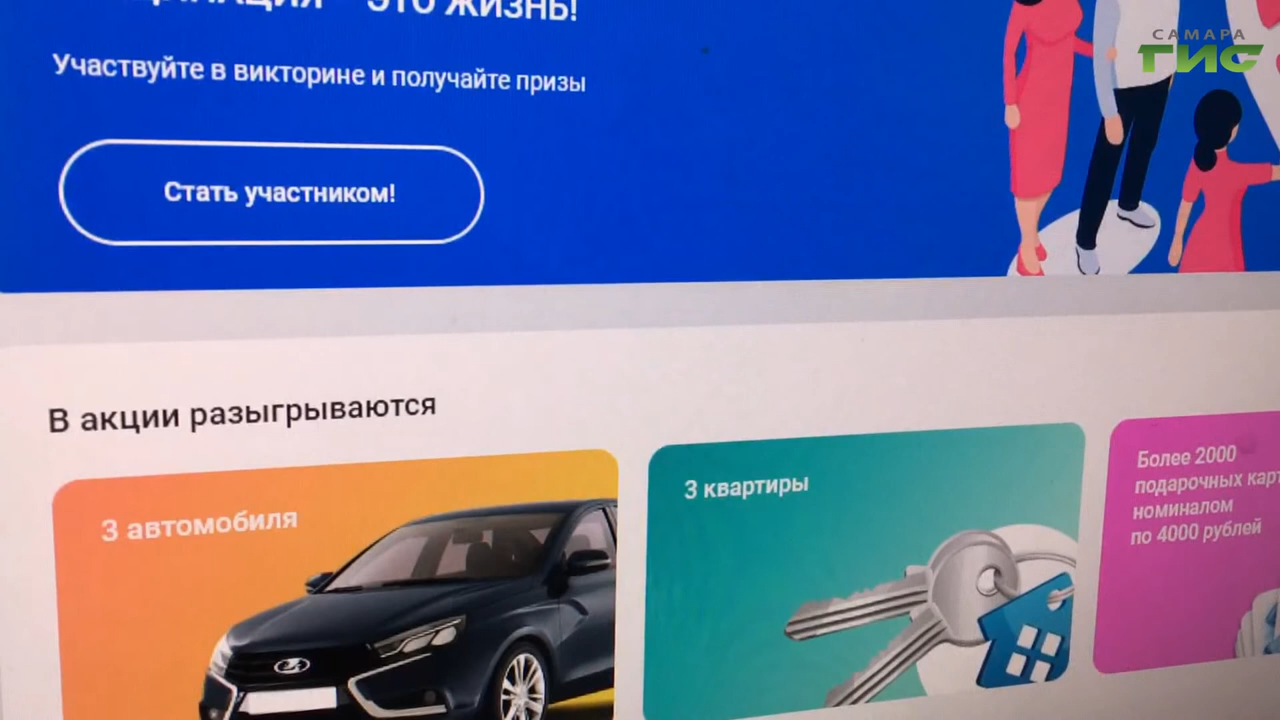 ЭТО ЖИЗНЬ!
САМАРА
ГИС
Участвуйте в викторине и получайте призы
Стать участником!
В акции разыгрываются
3 автомобиля
3 квартиры
Более 2000
подарочных
номиналом
по 4000 рублей